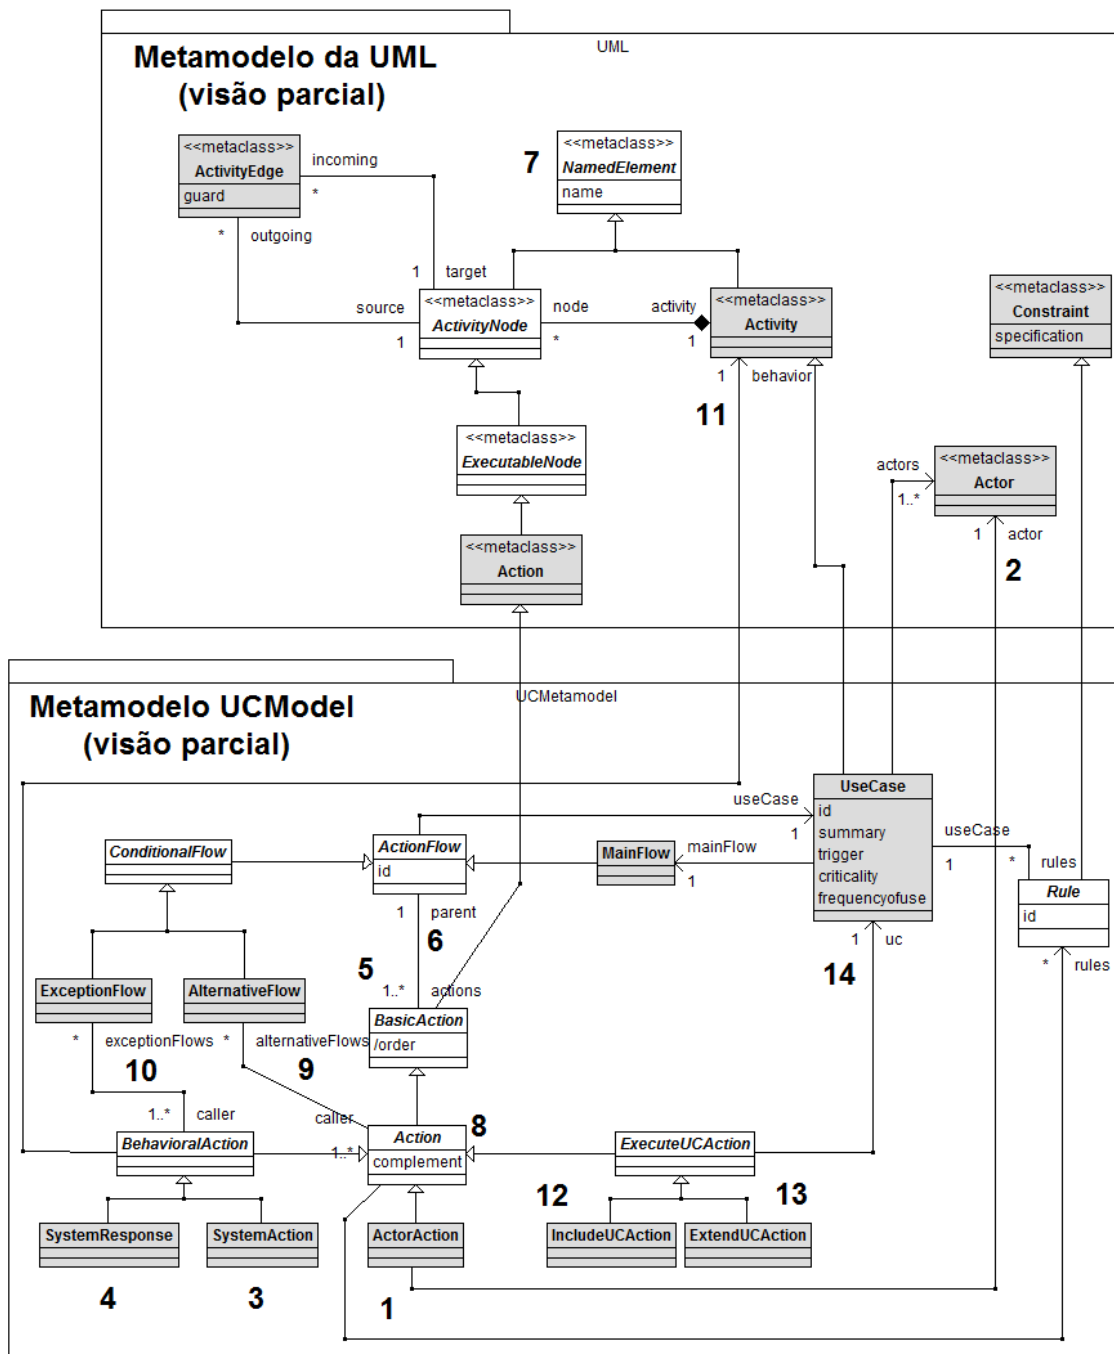 UML
Metamodelo da UML
(visão parcial)
<<metaclass>>
ActivityEdge
guard
incoming
*
*
outgoing
7
<<metaclass>>
NamedElement
name
1
target
source
1
<<metaclass>>
ActivityNode
node
*
activity
1
<<metaclass>>
Activity
<<metaclass>>
Constraint
specification
1
behavior
11
<<metaclass>>
ExecutableNode
actors
1..*
<<metaclass>>
Actor
1
actor
2
<<metaclass>>
Action
UCMetamodel
Metamodelo UCModel
(visão parcial)
useCase
1
UseCase
id
summary
trigger
criticality
frequencyofuse
useCase
1
*
rules
Rule
id
*
rules
ConditionalFlow
ActionFlow
id
MainFlow
mainFlow
1
1
parent
6
5
1..*
actions
1
uc
14
ExceptionFlow
AlternativeFlow
*
exceptionFlows
*
alternativeFlows
10
9
BasicAction
/order
1..*
caller
caller
1..*
8
BehavioralAction
Action
complement
ExecuteUCAction
12
13
SystemResponse
SystemAction
ActorAction
IncludeUCAction
ExtendUCAction
4
3
1